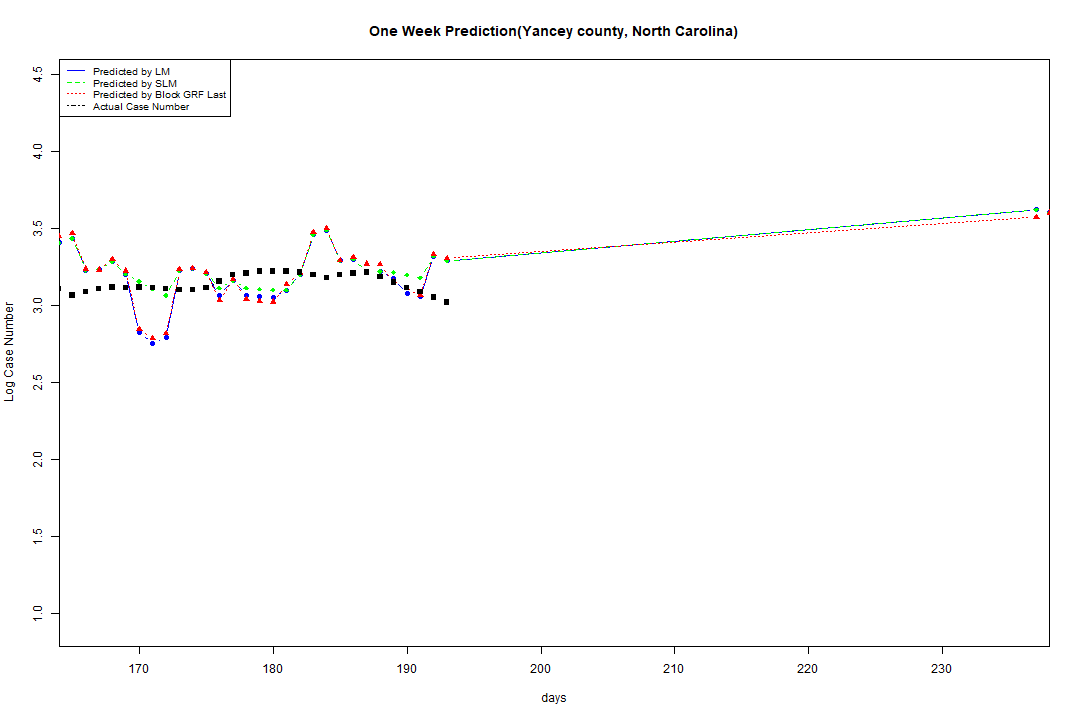 One Week Prediction(Yancey county, North Carolina)
Predicted by LM
Predicted by SLM
Predicted by Block GRF Last
Actual Case Number
4.5
4.0
3.5
3.0
2.5
2.0
1.5
1.0
Log Case Number
170 180 190 200 210 220 230
days